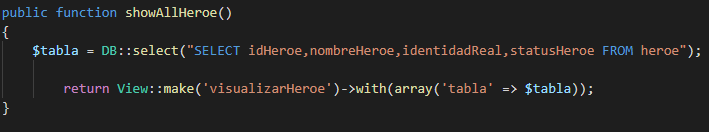 public function showAllHeroe()
{
$tabla = DB::select("SELECT idHeroe,nombreHeroe,identidadReal,statusHeroe FROM heroe");
return View::make('visualizarHeroe')->with(array('tabla' => $tabla));
}